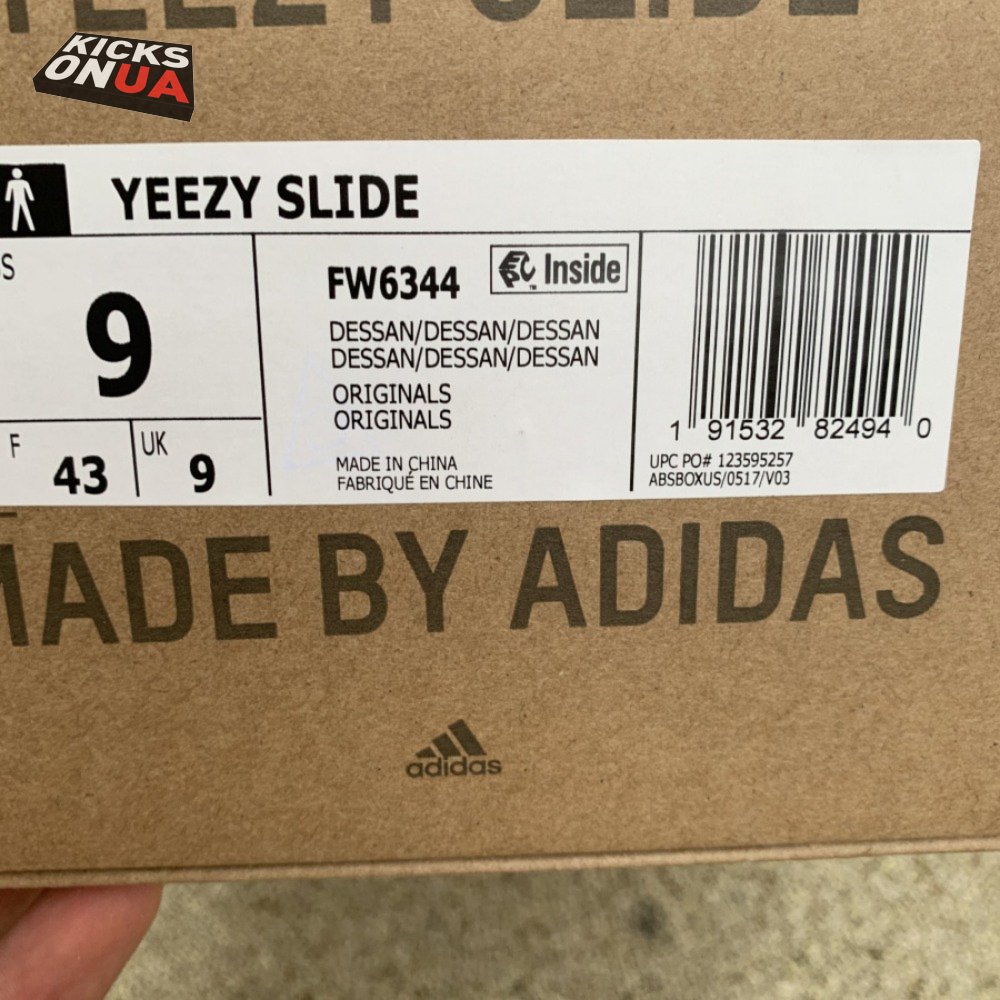 YEEZY SLIDE
KICKS
ONUA
YEEZY SLIDE
9
FW6344
Inside
DESSAN/DESSAN/DESSAN
DESSAN/DESSAN/DESSAN
ORIGINALS
ORIGINALS
F
43
UK
9
MADE IN CHINA
FABRIQUÉ EN CHINE
1 91532 82494 0
UPC PO# 123595257
ABSBOXUS/0517/V03
MADE BY ADIDAS
adidas